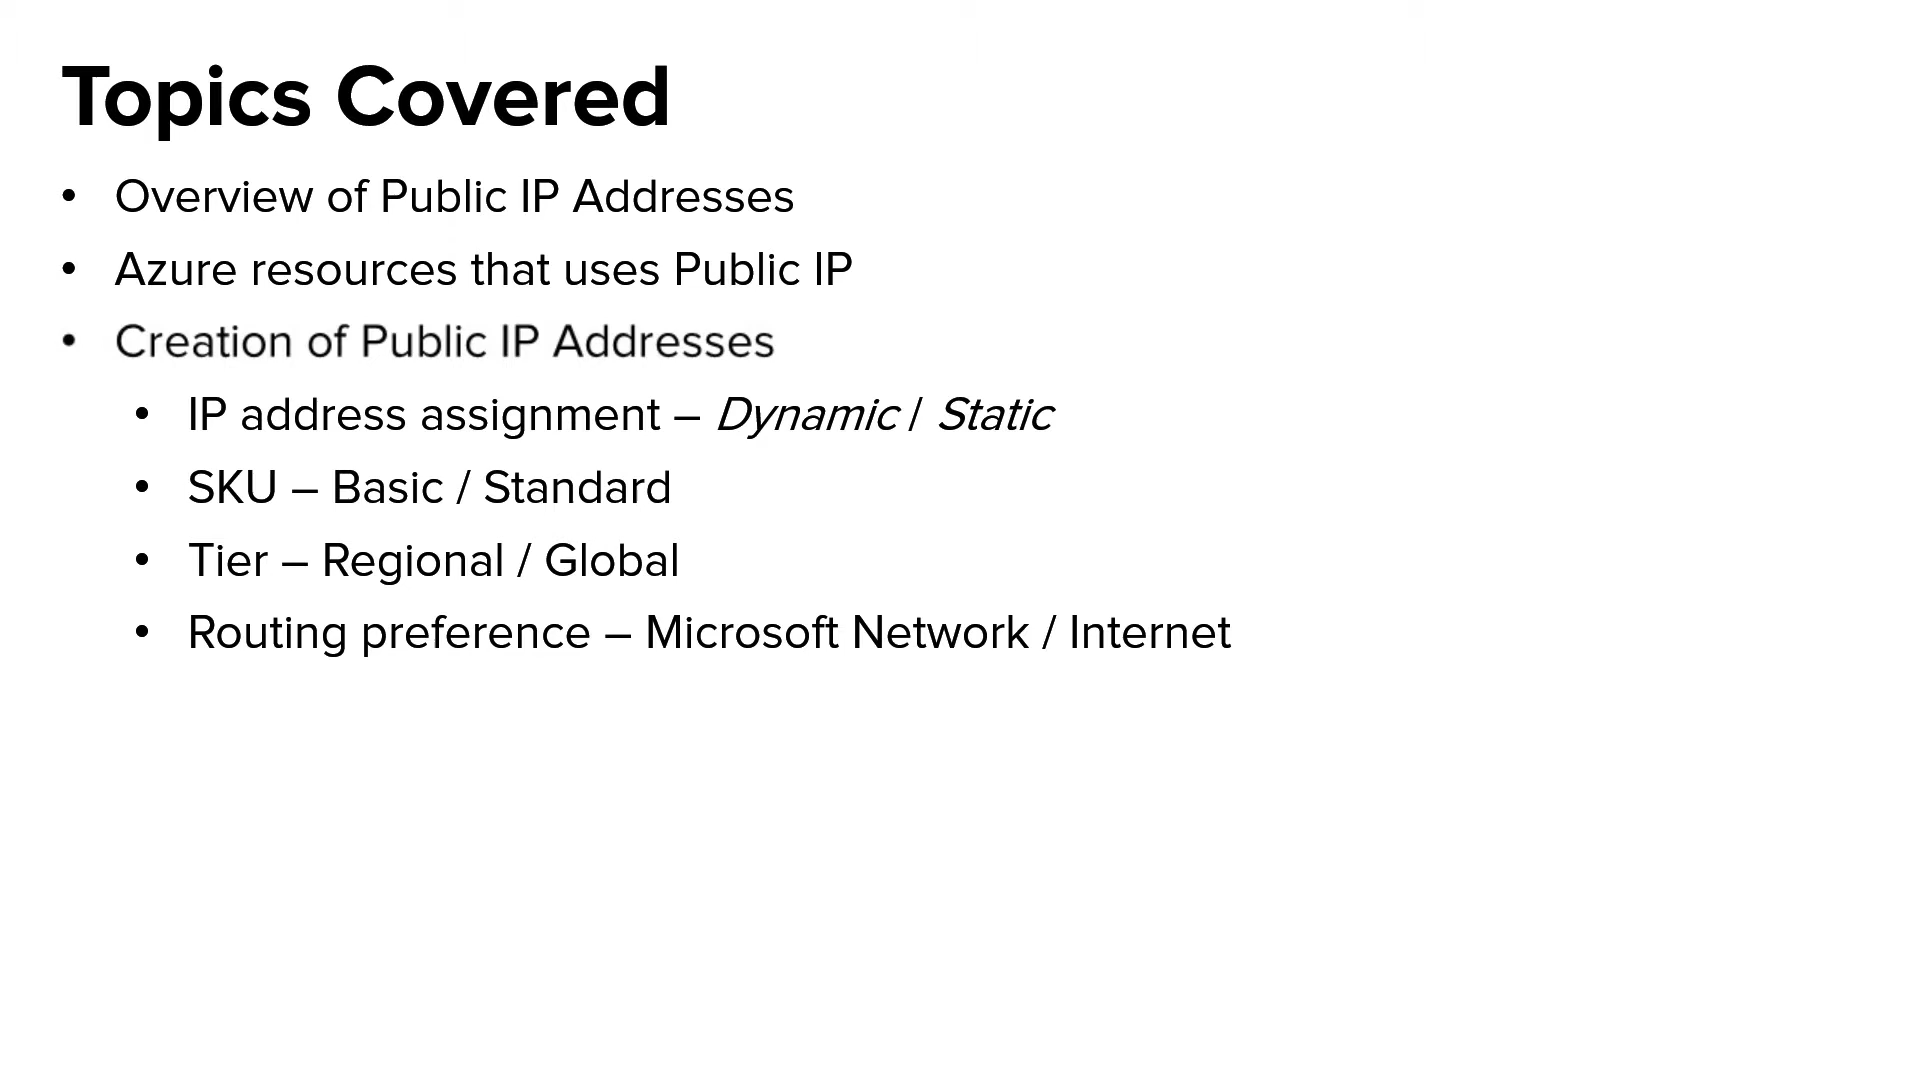 Topics Covered
• Overview of Public IP Addresses
• Azure resources that uses Public IP
• Creation of Public IP Addresses
• IP address assignment – Dynamic / Static
• SKU – Basic / Standard
• Tier – Regional / Global
• Routing preference – Microsoft Network / Internet